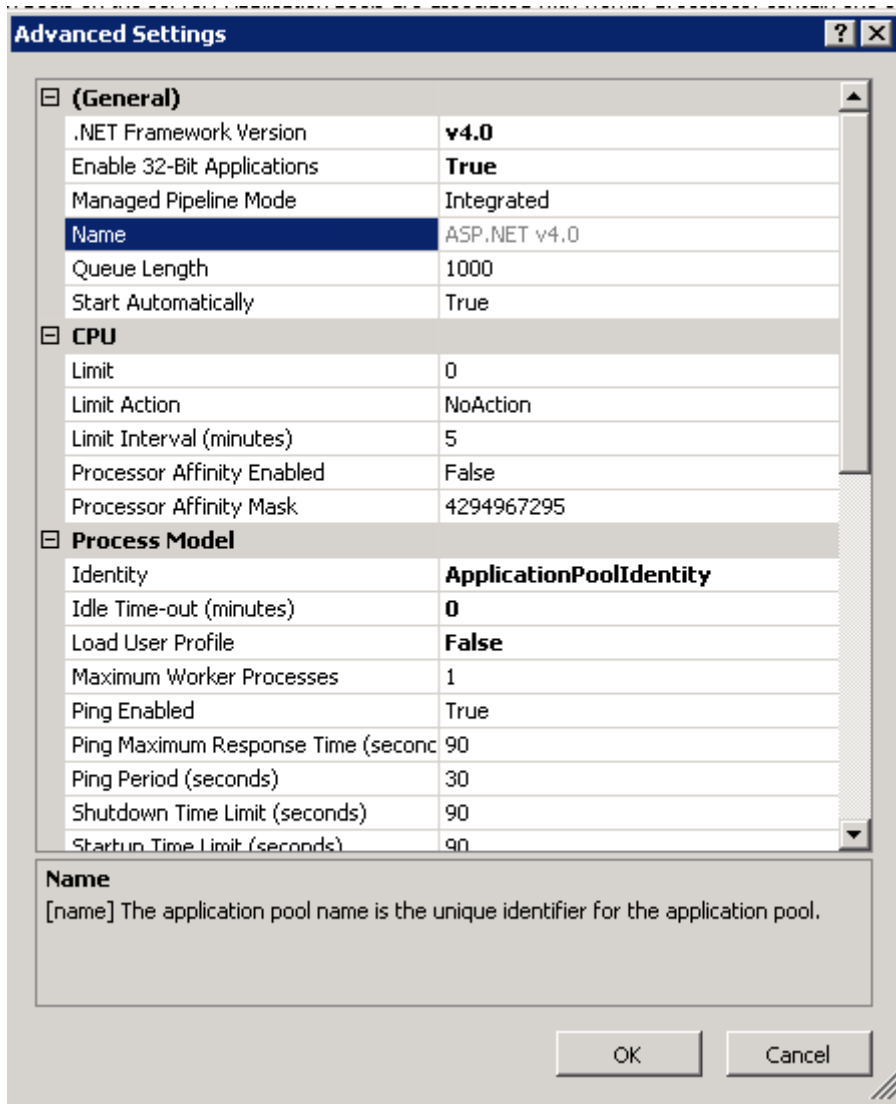 Advanced Settings
(General)
.NET Framework Version v4.0
Enable 32-Bit Applications True
Managed Pipeline Mode Integrated
Name ASP.NET v4.0
Queue Length 1000
Start Automatically True
CPU
Limit 0
Limit Action NoAction
Limit Interval (minutes) 5
Processor Affinity Enabled False
Processor Affinity Mask 4294967295
Process Model
Identity ApplicationPoolIdentity
Idle Time-out (minutes) 0
Load User Profile False
Maximum Worker Processes 1
Ping Enabled True
Ping Maximum Response Time (second 90
Ping Period (seconds) 30
Shutdown Time Limit (seconds) 90
Startup Time Limit (seconds) 90
Name
[name] The application pool name is the unique identifier for the application pool.
OK Cancel